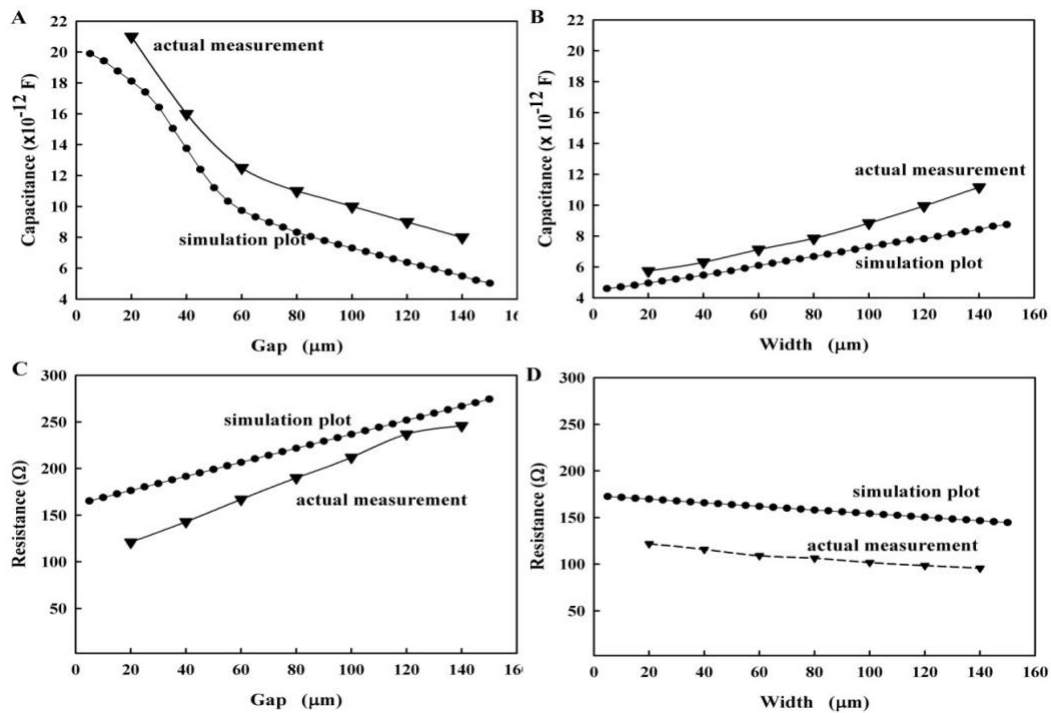 A
22
20
18
16
14
12
10
8
6
4
Capacitance (x10-12 F)
actual measurement
simulation plot
0 20 40 60 80 100 120 140 16
Gap (μm)
B
22
20
18
16
14
12
10
8
6
4
Capacitance (x 10-12 F)
actual measurement
simulation plot
0 20 40 60 80 100 120 140 160
Width (μm)
C
300
250
200
150
100
50
Resistance (Ω)
simulation plot
actual measurement
0 20 40 60 80 100 120 140 160
Gap (μm)
D
300
250
200
150
100
50
Resistance (Ω)
simulation plot
actual measurement
0 20 40 60 80 100 120 140 160
Width (μm)